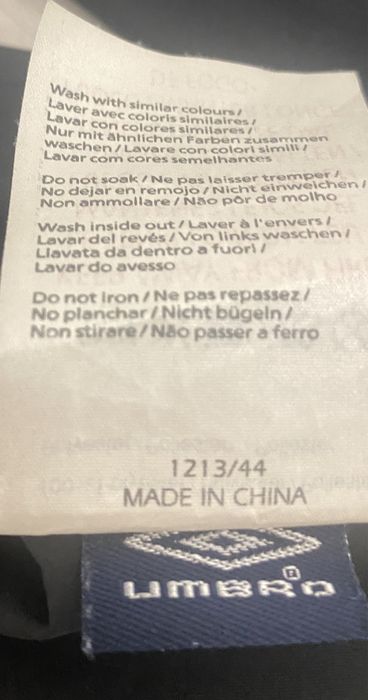 Wash with similar colours /
Laver avec coloris similaires /
Lavar con colores similares /
Nur mit ähnlichen Farben zusammen
waschen / Lavare con colori simili /
Lavar com cores semelhantes
Do not soak / Ne pas laisser tremper /
No dejar en remojo / Nicht einweichen /
Non ammollare / Não pôr de molho
Wash inside out / Laver à l'envers /
Lavar del revés / Von links waschen /
Llavata da dentro a fuori /
Lavar do avesso
Do not Iron / Ne pas repassez /
No planchar / Nicht bügeln /
Non stirare / Não passer a ferro
1213/44
MADE IN CHINA
UMBRO